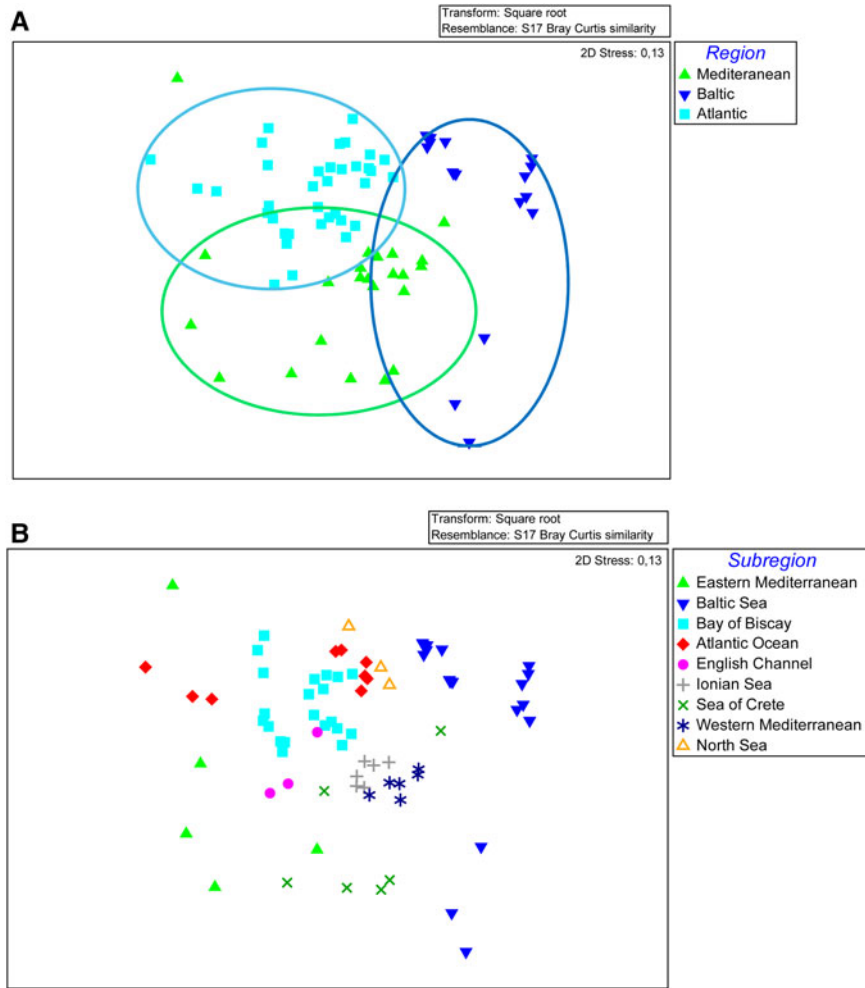 A
Transform: Square root
Resemblance: S17 Bray Curtis similarity
2D Stress: 0,13
Region
Mediteranean
Baltic
Atlantic
B
Transform: Square root
Resemblance: S17 Bray Curtis similarity
2D Stress: 0,13
Subregion
Eastern Mediterranean
Baltic Sea
Bay of Biscay
Atlantic Ocean
English Channel
Ionian Sea
Sea of Crete
Western Mediterranean
North Sea